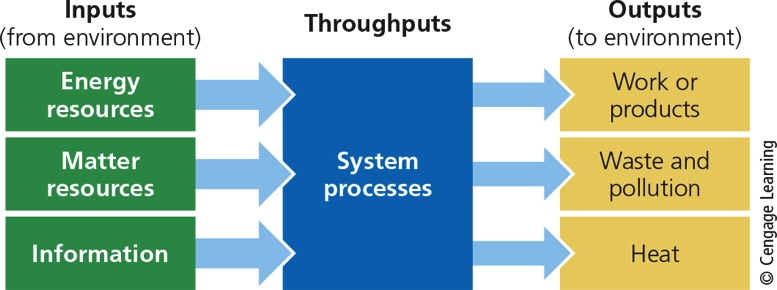 Inputs
(from environment)
Throughputs
Outputs
(to environment)
Energy
resources
Matter
resources
Information
System
processes
Work or
products
Waste and
pollution
Heat
© Cengage Learning